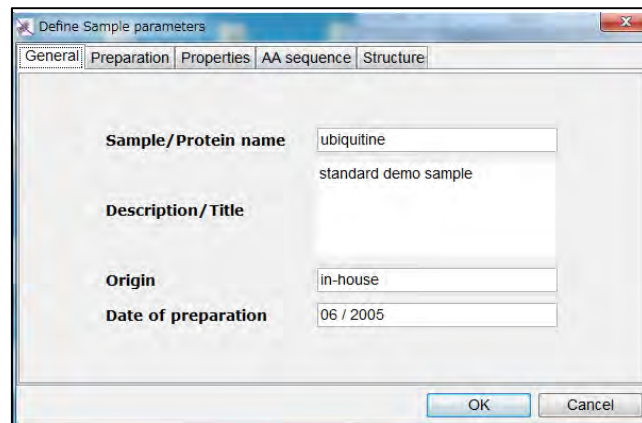 Define Sample parameters
General Preparation Properties AA sequence Structure
Sample/Protein name ubiquitine
Description/Title standard demo sample
Origin in-house
Date of preparation 06 / 2005
OK Cancel